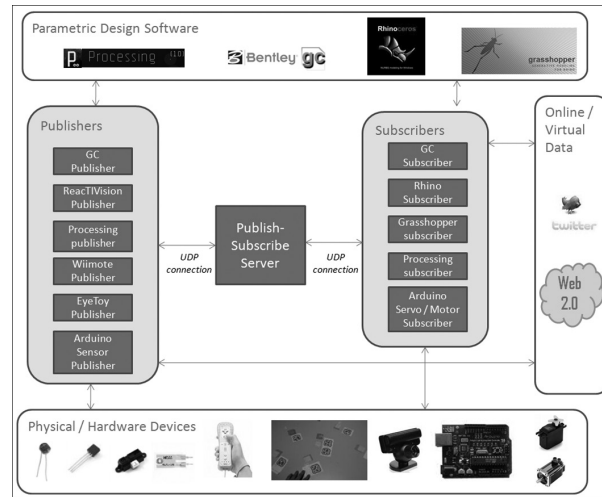 Parametric Design Software
P. Processing (1.0)
Bentley gc
Rhinoceros
grasshopper
Publishers
GC
Publisher
ReacTIVision
Publisher
Processing
publisher
Wiimote
Publisher
EyeToy
Publisher
Arduino
Sensor
Publisher
UDP
connection
Publish-
Subscribe
Server
UDP
connection
Subscribers
GC
Subscriber
Rhino
Subscriber
Grasshopper
subscriber
Processing
subscriber
Arduino
Servo / Motor
Subscriber
Online /
Virtual
Data
twitter
Web
2.0
Physical / Hardware Devices